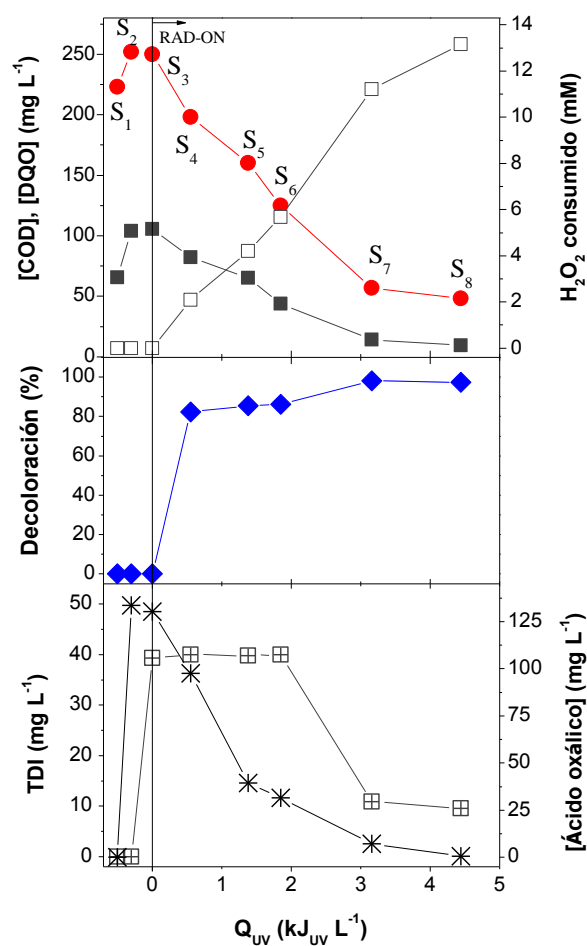 RAD-ON
S1
S2
S3
S4
S5
S6
S7
S8
[COD], [DQO] (mg L-1)
250
200
150
100
50
0
H2O2 consumido (mM)
14
12
10
8
6
4
2
0
Decoloración (%)
100
80
60
40
20
0
TDI (mg L-1)
50
40
30
20
10
0
[Ácido oxálico] (mg L-1)
125
100
75
50
25
0
0 1 2 3 4 5
QUV (kJUV L-1)